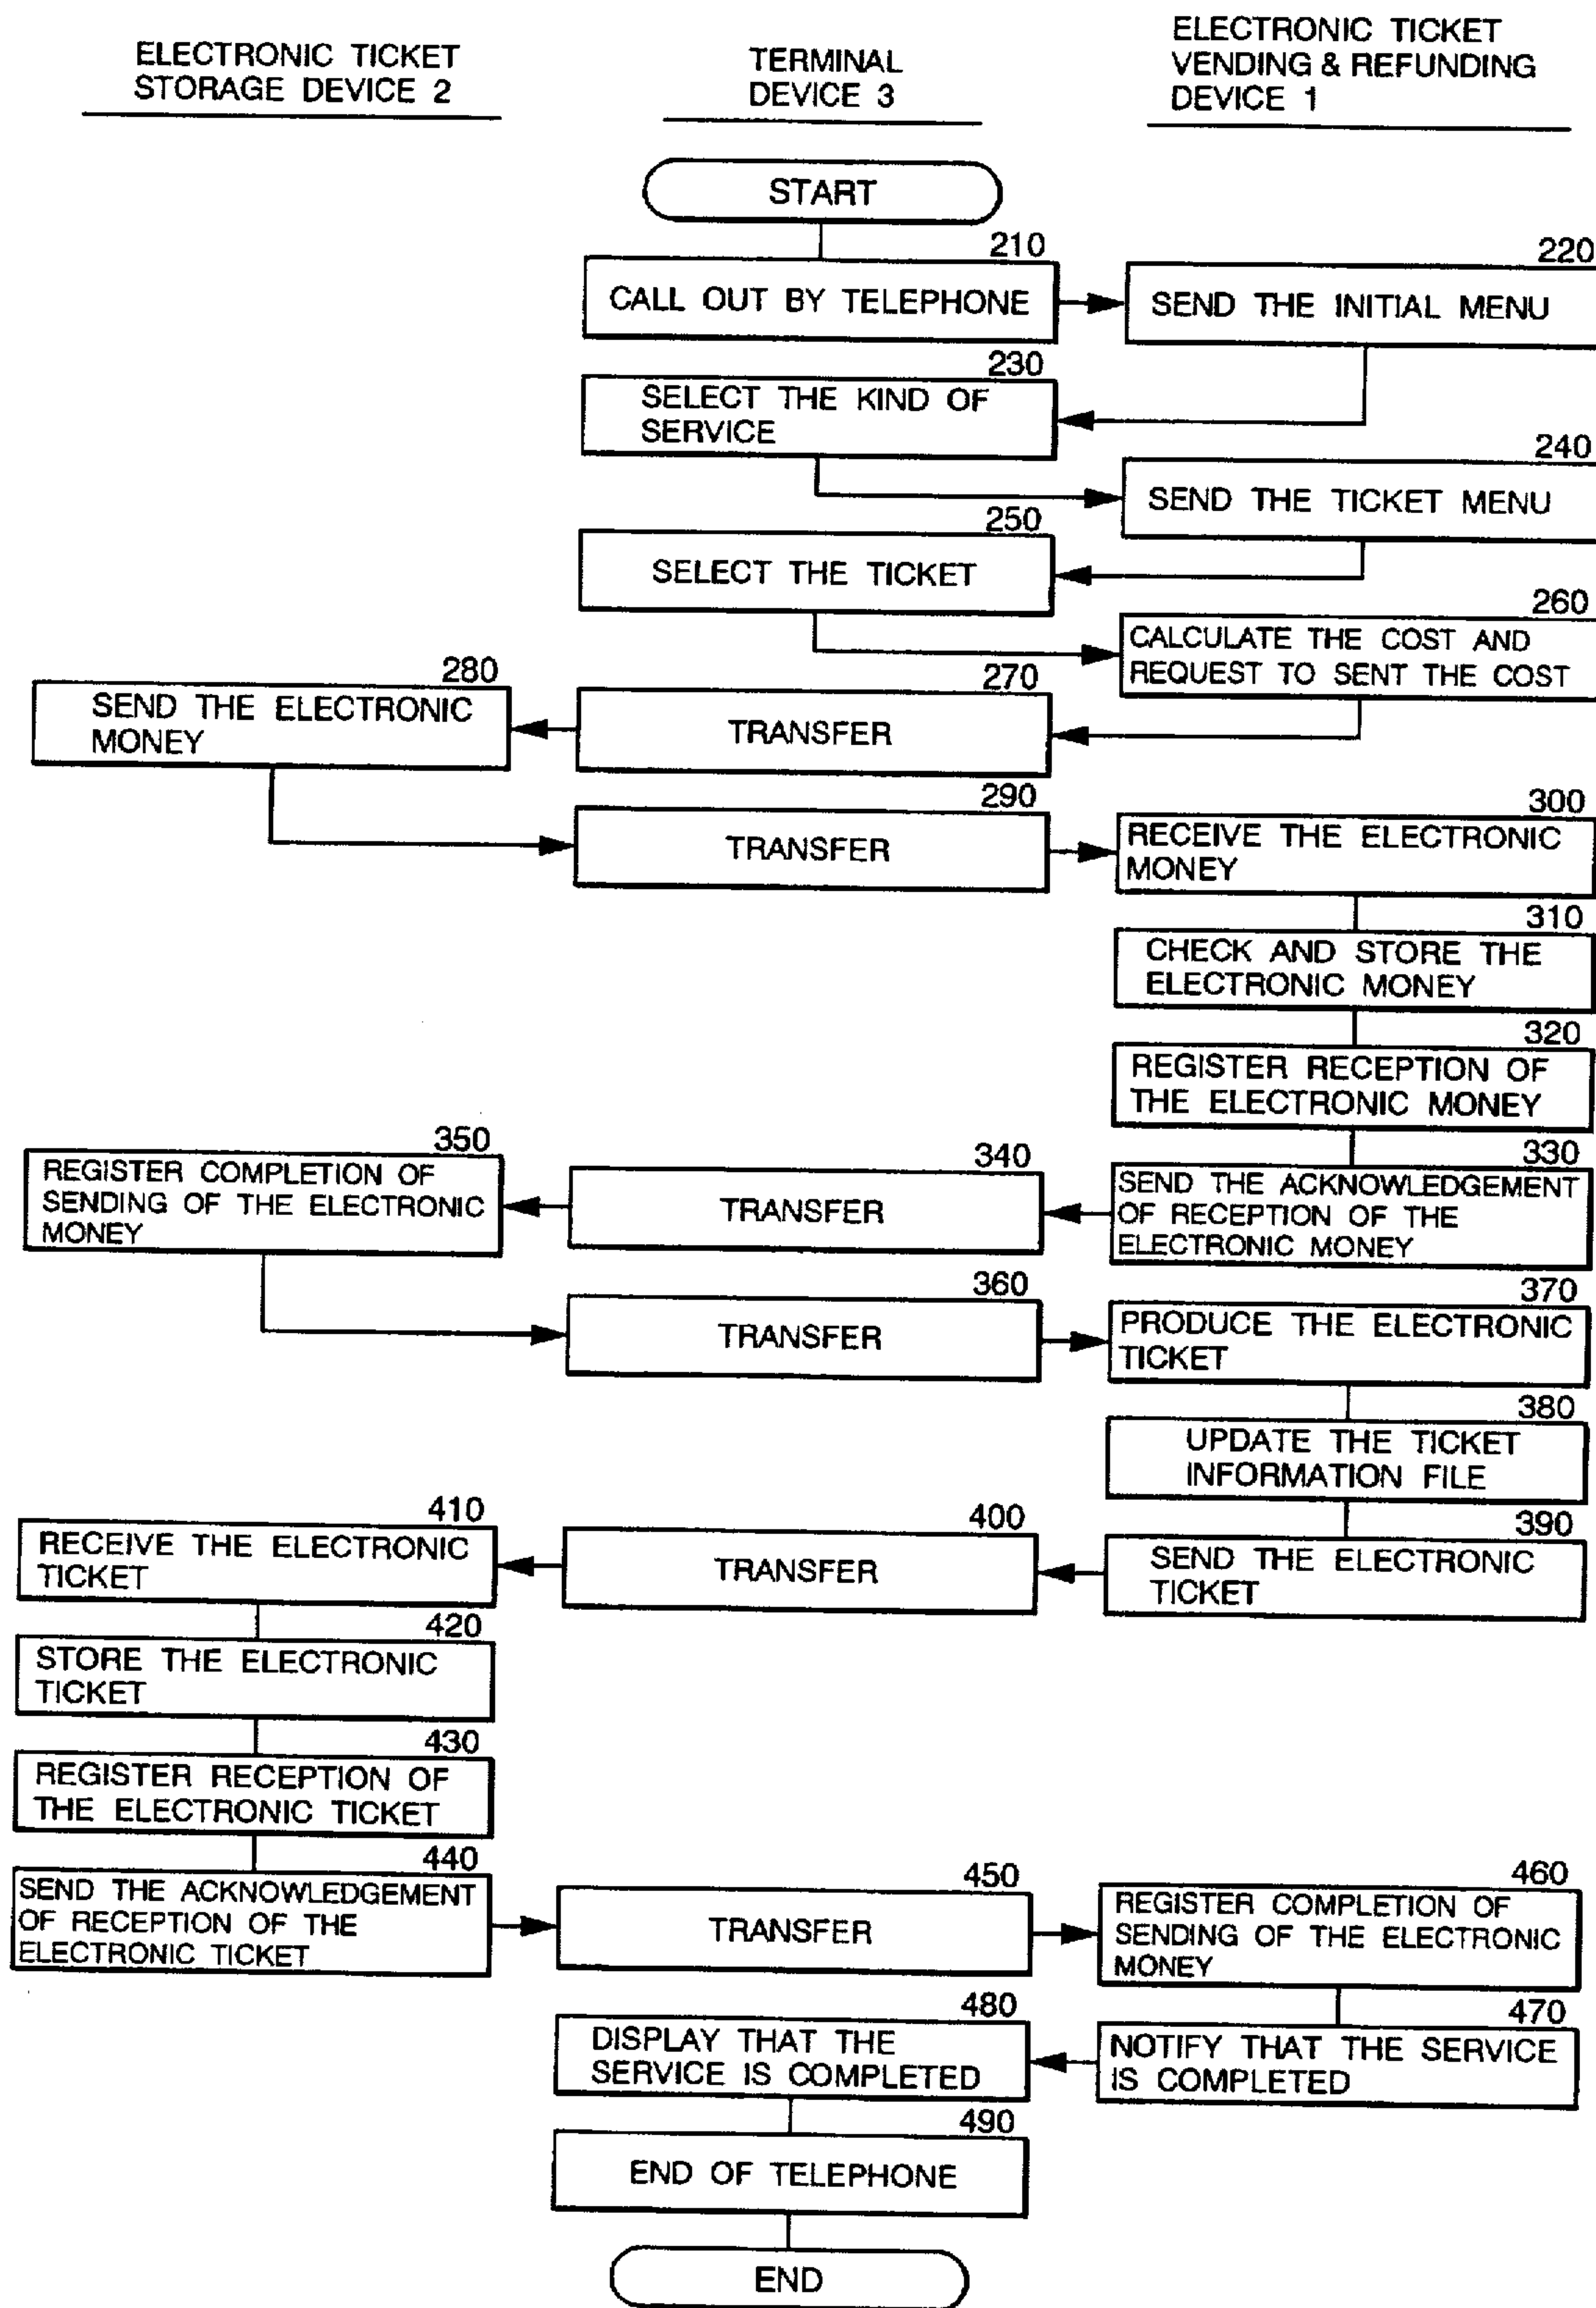 ELECTRONIC TICKET
STORAGE DEVICE 2
TERMINAL
DEVICE 3
ELECTRONIC TICKET
VENDING & REFUNDING
DEVICE 1
START
210
CALL OUT BY TELEPHONE
220
SEND THE INITIAL MENU
230
SELECT THE KIND OF
SERVICE
240
SEND THE TICKET MENU
250
SELECT THE TICKET
260
CALCULATE THE COST AND
REQUEST TO SENT THE COST
270
TRANSFER
280
SEND THE ELECTRONIC
MONEY
290
TRANSFER
300
RECEIVE THE ELECTRONIC
MONEY
310
CHECK AND STORE THE
ELECTRONIC MONEY
320
REGISTER RECEPTION OF
THE ELECTRONIC MONEY
330
SEND THE ACKNOWLEDGEMENT
OF RECEPTION OF THE
ELECTRONIC MONEY
340
TRANSFER
350
REGISTER COMPLETION OF
SENDING OF THE ELECTRONIC
MONEY
360
TRANSFER
370
PRODUCE THE ELECTRONIC
TICKET
380
UPDATE THE TICKET
INFORMATION FILE
390
SEND THE ELECTRONIC
TICKET
400
TRANSFER
410
RECEIVE THE ELECTRONIC
TICKET
420
STORE THE ELECTRONIC
TICKET
430
REGISTER RECEPTION OF
THE ELECTRONIC TICKET
440
SEND THE ACKNOWLEDGEMENT
OF RECEPTION OF THE
ELECTRONIC TICKET
450
TRANSFER
460
REGISTER COMPLETION OF
SENDING OF THE ELECTRONIC
MONEY
470
NOTIFY THAT THE SERVICE
IS COMPLETED
480
DISPLAY THAT THE
SERVICE IS COMPLETED
490
END OF TELEPHONE
END